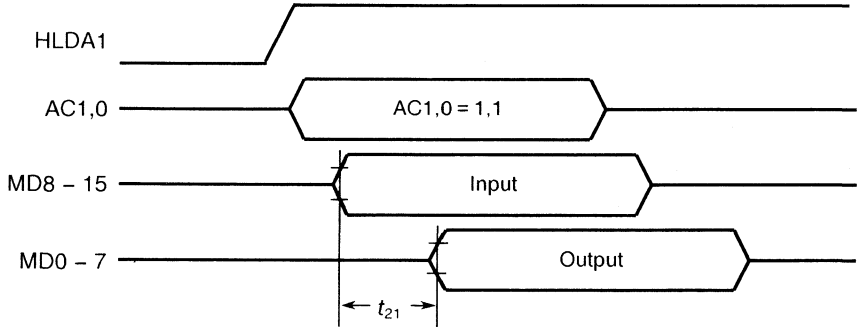 HLDA1
AC1,0
AC1,0 = 1,1
MD8 – 15
Input
MD0 – 7
Output
t21